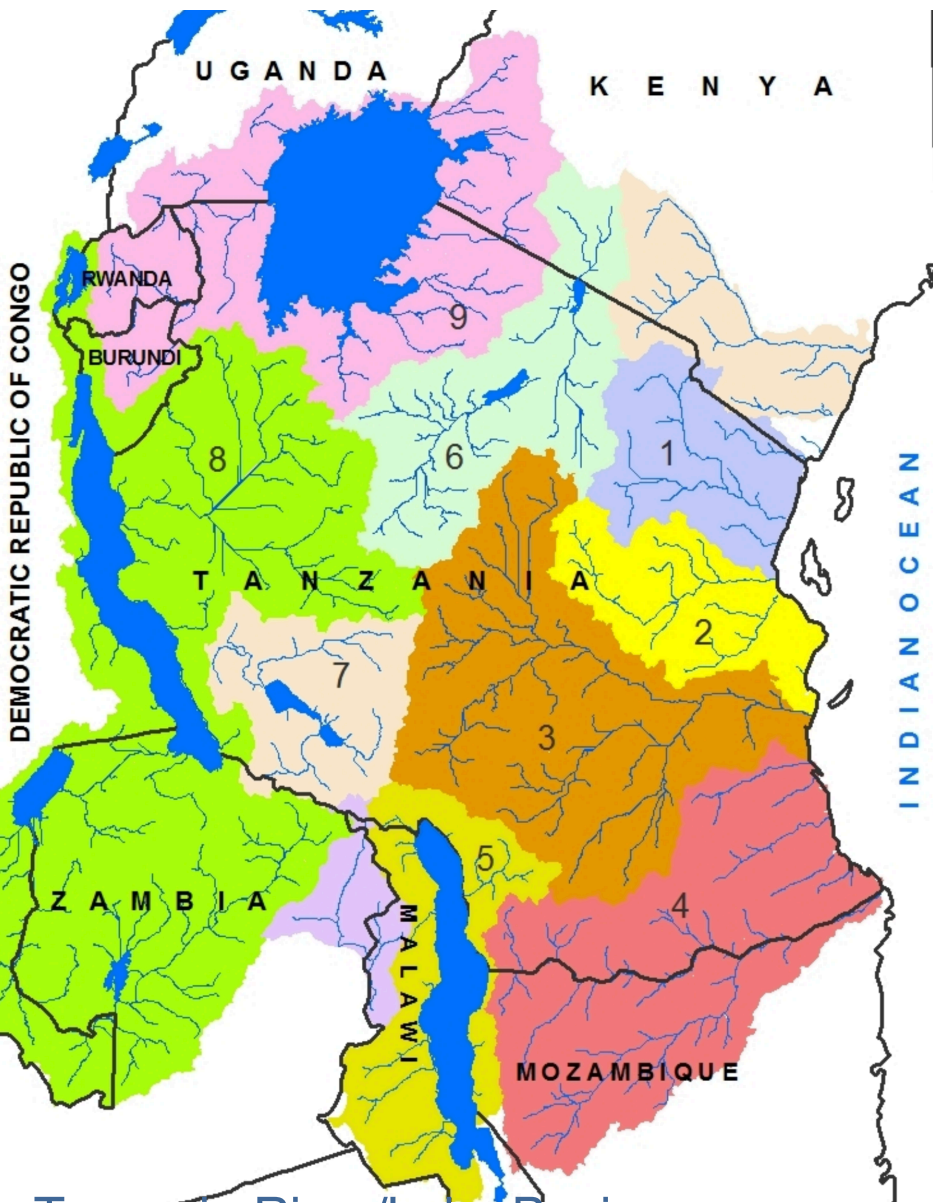 UGANDA
KENYA
RWANDA
BURUNDI
9
DEMOCRATIC REPUBLIC OF CONGO
8
6
1
INDIAN OCEAN
TANZANIA
2
7
3
5
4
ZAMBIA
MALAWI
MOZAMBIQUE